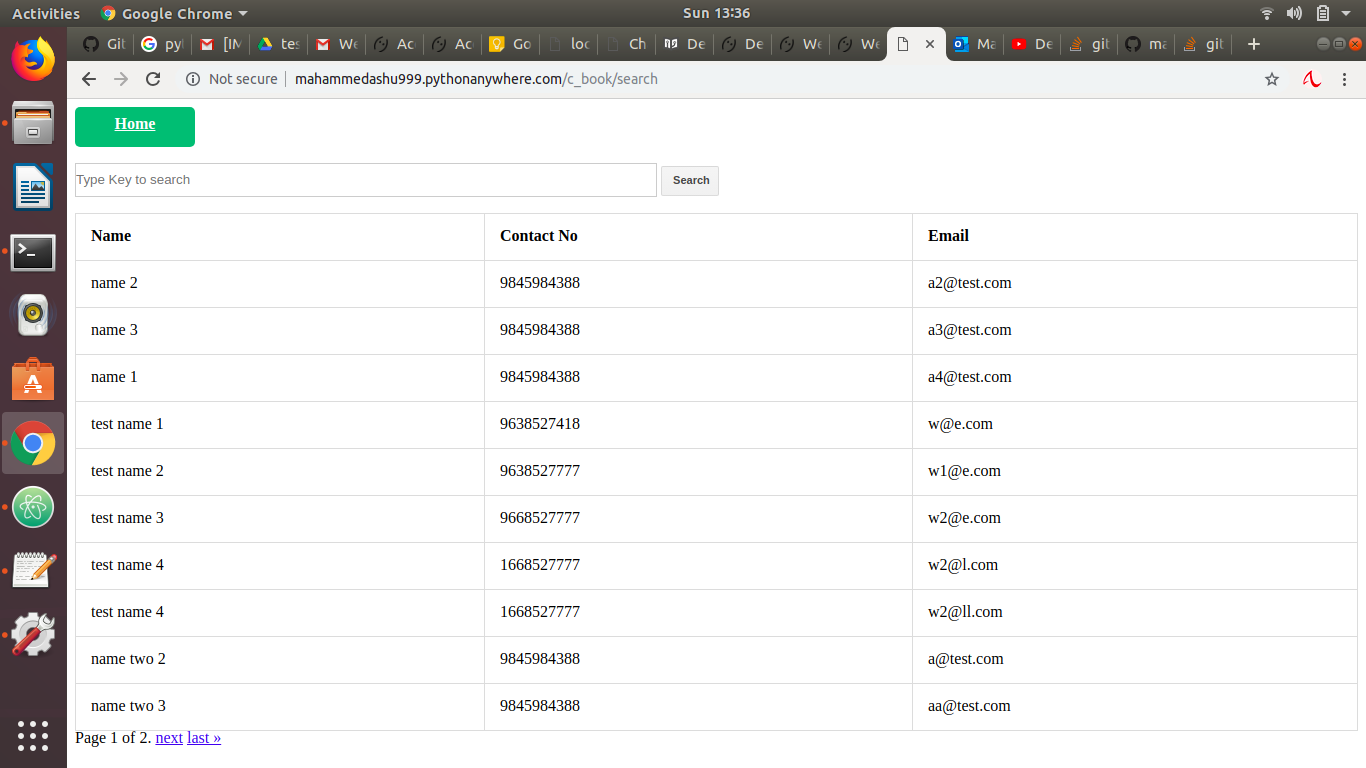 Activities Google Chrome Sun 13:36
Git pyt [IM tes We Ac Ac Go loc Ch De De We We Ma De git ma git
Not secure mahammedashu999.pythonanywhere.com/c_book/search
Home
Type Key to search Search
Name Contact No Email
name 2 9845984388 a2@test.com
name 3 9845984388 a3@test.com
name 1 9845984388 a4@test.com
test name 1 9638527418 w@e.com
test name 2 9638527777 w1@e.com
test name 3 9668527777 w2@e.com
test name 4 1668527777 w2@l.com
test name 4 1668527777 w2@ll.com
name two 2 9845984388 a@test.com
name two 3 9845984388 aa@test.com
Page 1 of 2. next last »